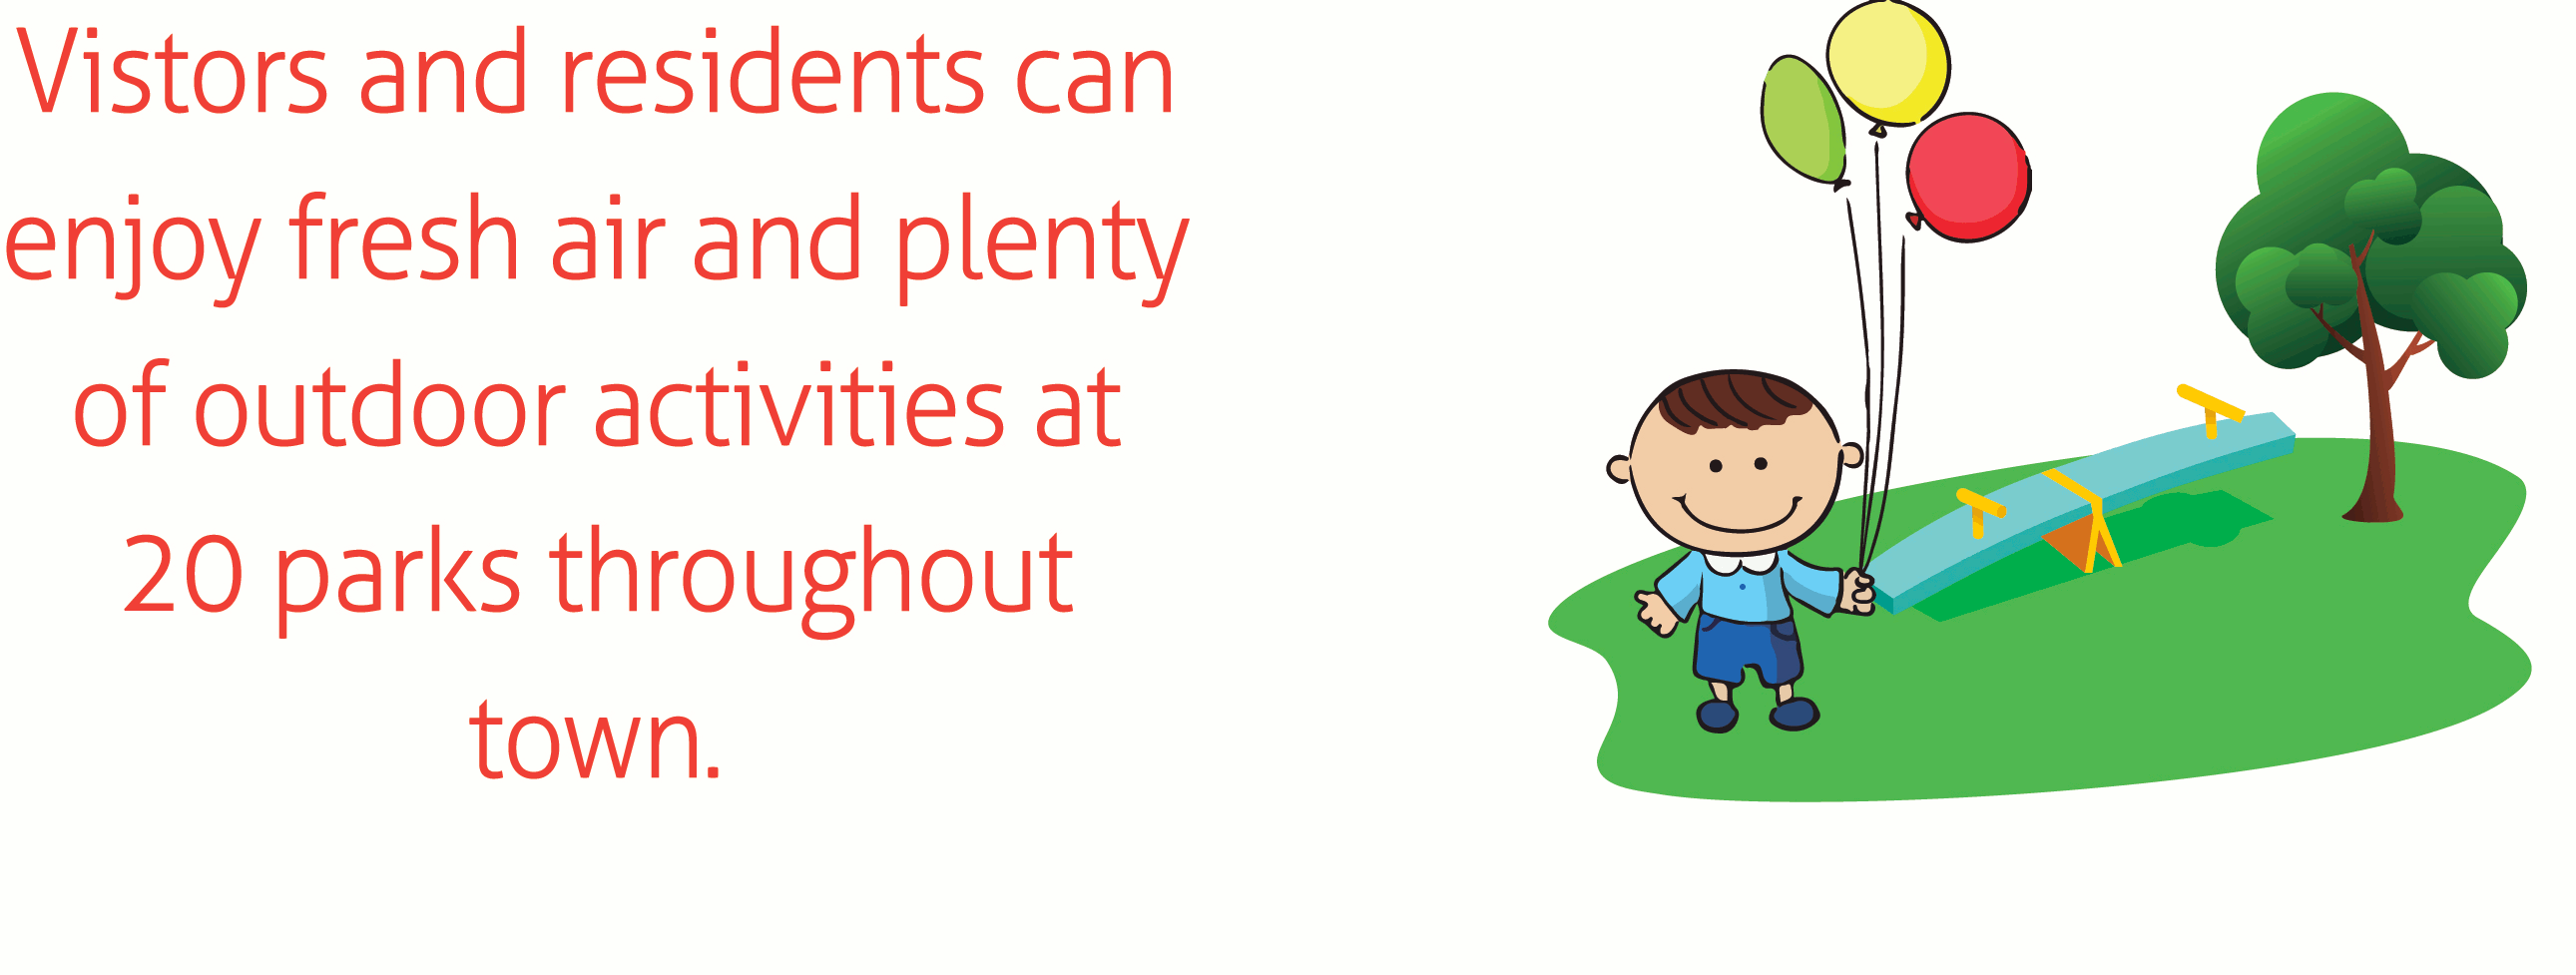 Vistors and residents can
enjoy fresh air and plenty
of outdoor activities at
20 parks throughout
town.